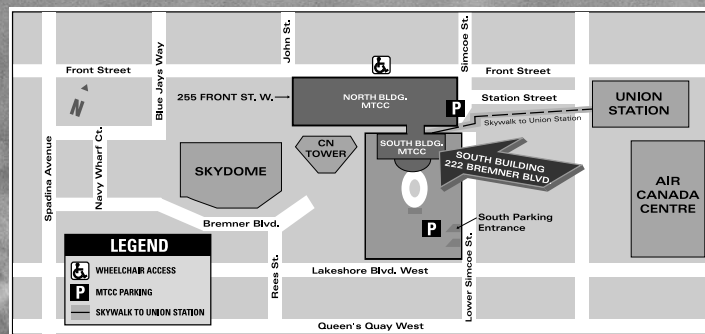 John St.
Simcoe St.
Blue Jays Way
Front Street
Front Street
N
255 FRONT ST. W.
NORTH BLDG.
MTCC
P
Station Street
UNION
STATION
Skywalk to Union Station
Spadina Avenue
Navy Wharf Ct.
SKYDOME
CN
TOWER
SOUTH BLDG.
MTCC
SOUTH BUILDING
222 BREMNER BLVD.
AIR
CANADA
CENTRE
Bremner Blvd.
P
South Parking
Entrance
LEGEND
WHEELCHAIR ACCESS
P MTCC PARKING
SKYWALK TO UNION STATION
Rees St.
Lakeshore Blvd. West
Lower Simcoe St.
Queen's Quay West